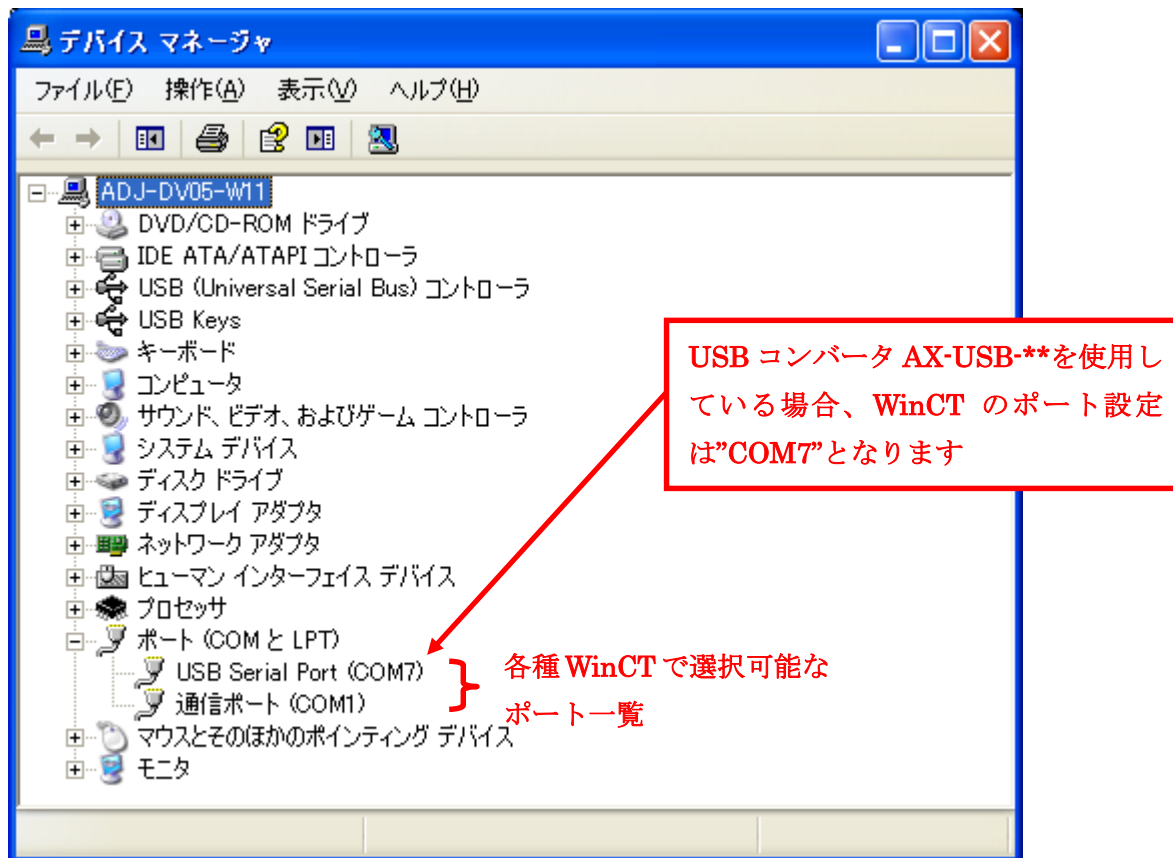 デバイス マネージャ
ファイル(F) 操作(A) 表示(V) ヘルプ(H)
ADJ-DV05-W11
DVD/CD-ROM ドライブ
IDE ATA/ATAPI コントローラ
USB (Universal Serial Bus) コントローラ
USB Keys
キーボード
コンピュータ
サウンド、ビデオ、およびゲーム コントローラ
システム デバイス
ディスク ドライブ
ディスプレイ アダプタ
ネットワーク アダプタ
ヒューマン インターフェイス デバイス
プロセッサ
ポート (COM と LPT)
USB Serial Port (COM7)
通信ポート (COM1)
マウスとそのほかのポインティング デバイス
モニタ
USB コンバータ AX-USB-**を使用し
ている場合、WinCT のポート設定
は”COM7”となります
各種 WinCT で選択可能な
ポート一覧